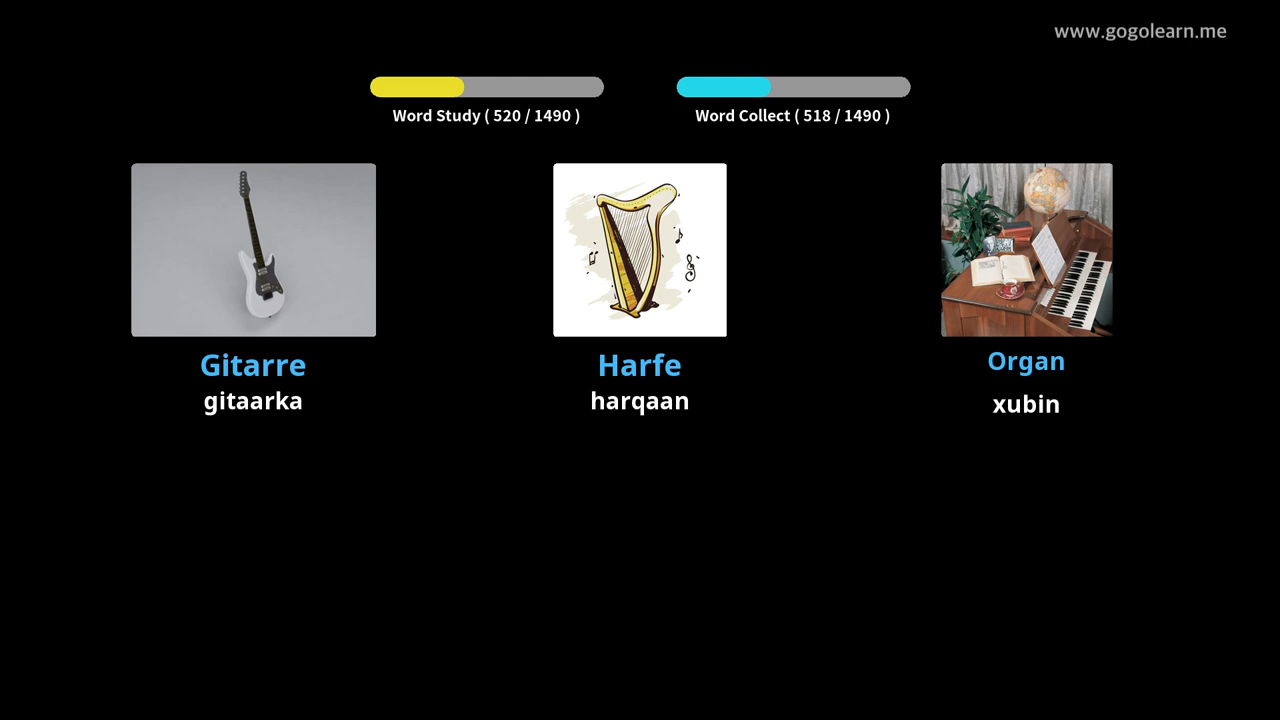 www.gogolearn.me
Word Study ( 520 / 1490 )
Word Collect ( 518 / 1490 )
Gitarre
gitaarka
Harfe
harqaan
Organ
xubin